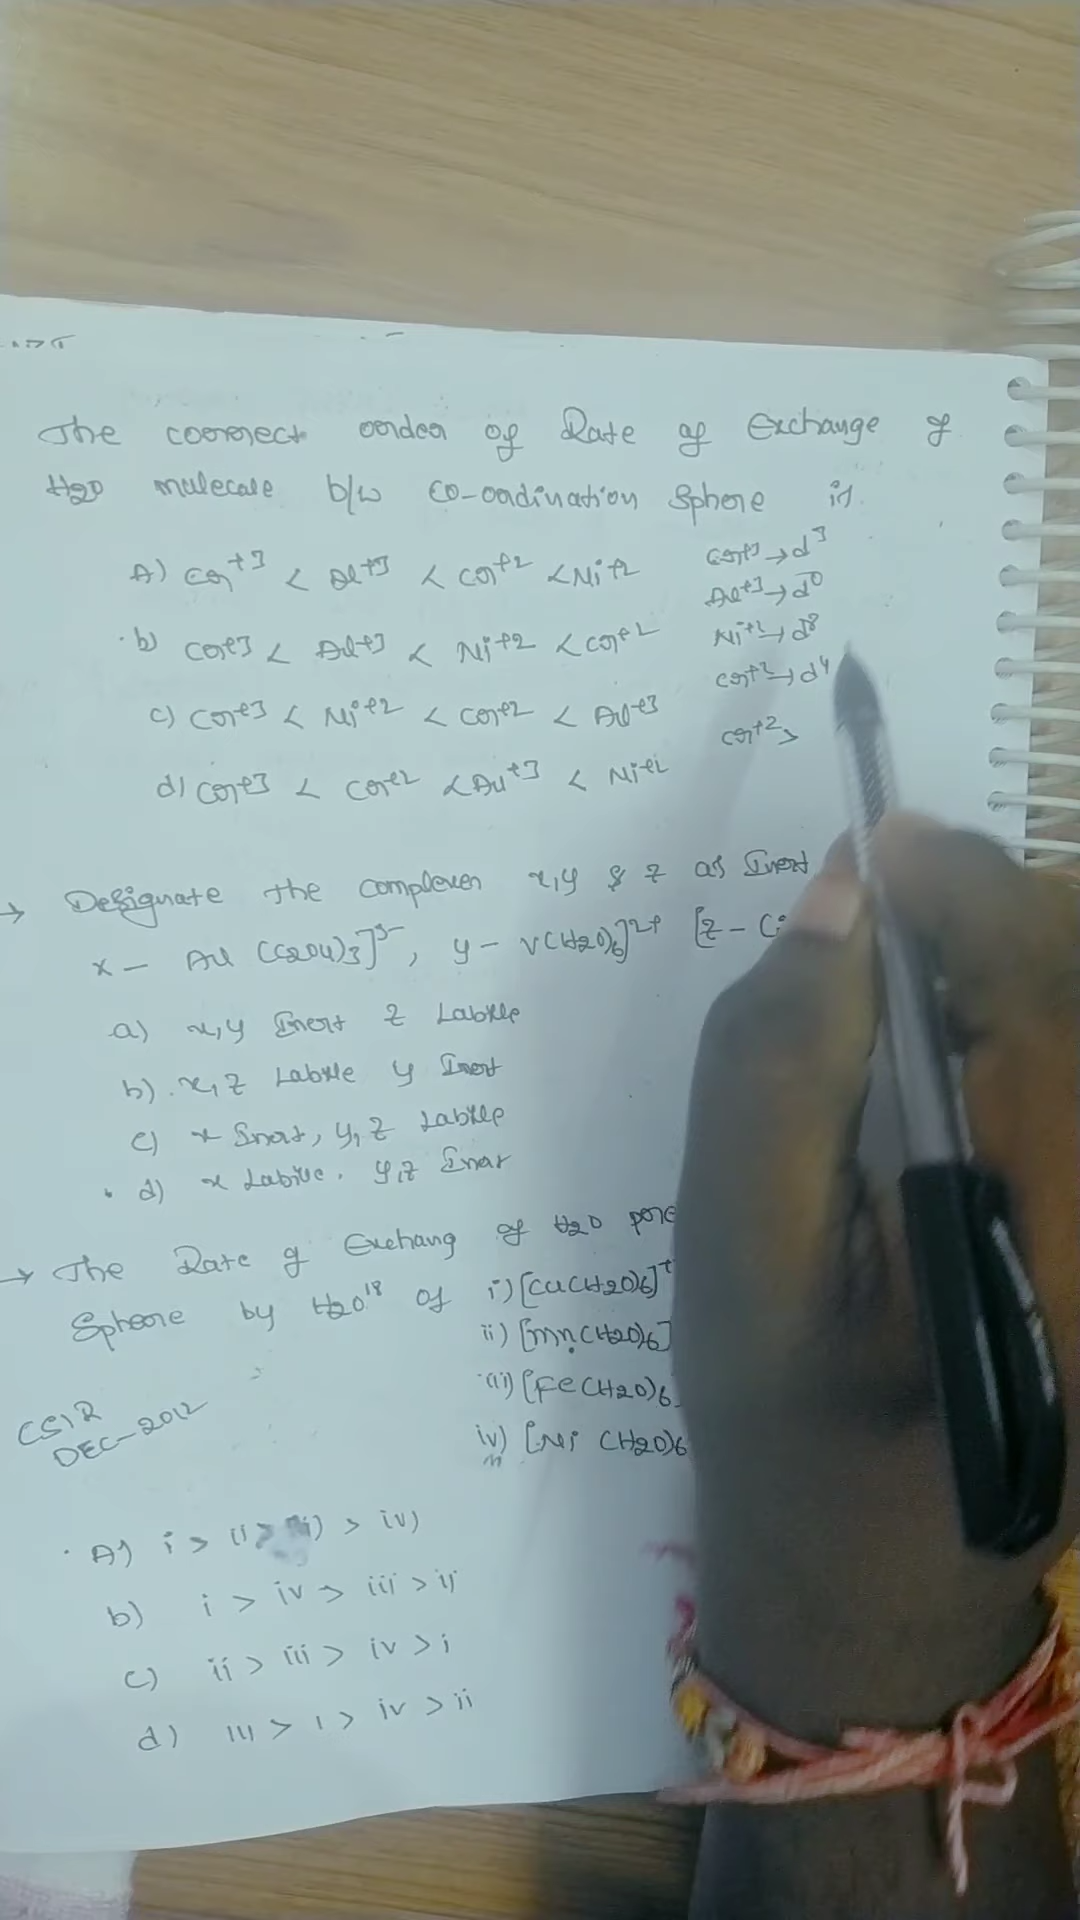 The correct order of Rate of Exchange of
H2O molecule b/w co-ordination Sphere is
A) Cr+3 < Al+3 < Cr+2 < Ni+2
b) Cr+3 < Al+3 < Ni+2 < Cr+2
c) Cr+3 < Ni+2 < Cr+2 < Al+3
d) Cr+3 < Cr+2 < Al+3 < Ni+2
Cr+3 → d3
Al+3 → d0
Ni+2 → d8
Cr+2 → d4
Cr+2 >
→ Designate the complexes x,y & z as Inert
x — Al (C2O4)3]3-, y — V(H2O)6]2+ [z — C
a) x,y Inert z Labile
b) x,z Labile y Inert
c) x Inert, y,z Labile
d) x Labile, y,z Inert
→ The Rate of Exchang of H2O
Sphere by H2O18 of i) [Cu(H2O)6]+
ii) [Mn(H2O)6]
iii) [Fe(H2O)6
iv) [Ni (H2O)6
CSIR
DEC-2012
A) i > ii > iii) > iv)
b) i > iv > iii > ii
c) ii > iii > iv > i
d) iii > i > iv > ii